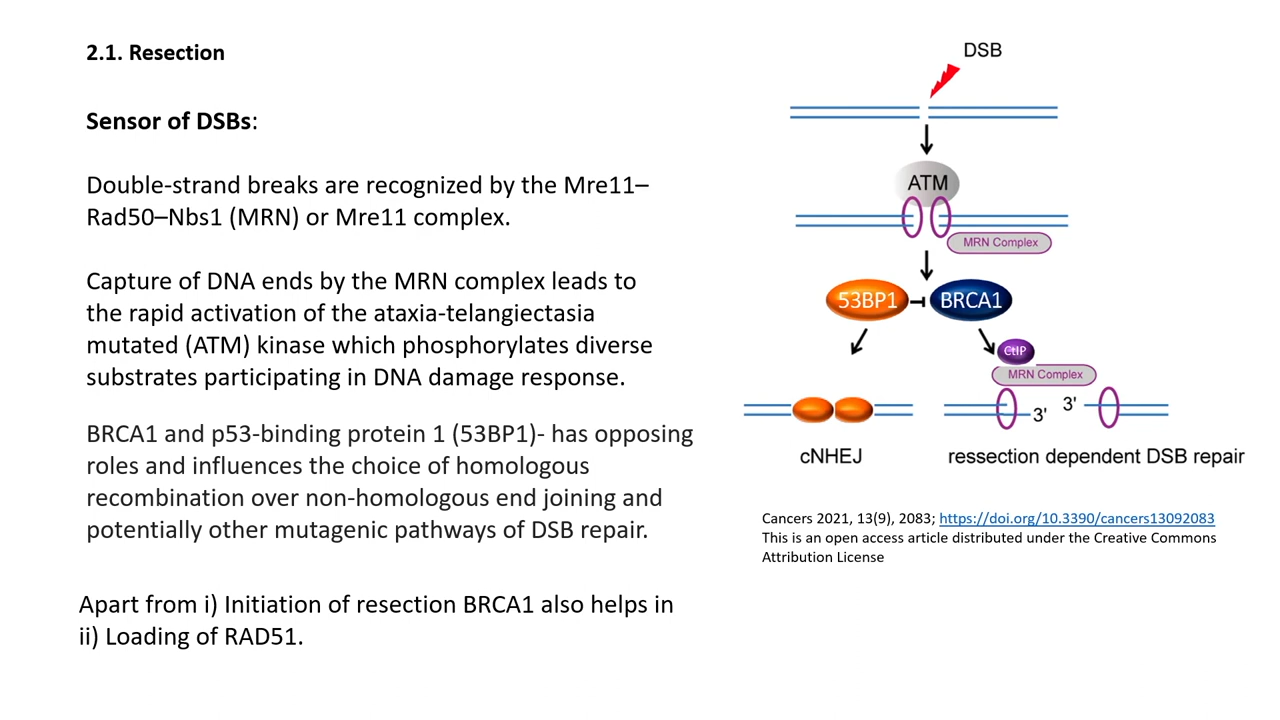 2.1. Resection
Sensor of DSBs:
Double-strand breaks are recognized by the Mre11–
Rad50–Nbs1 (MRN) or Mre11 complex.
Capture of DNA ends by the MRN complex leads to
the rapid activation of the ataxia-telangiectasia
mutated (ATM) kinase which phosphorylates diverse
substrates participating in DNA damage response.
BRCA1 and p53-binding protein 1 (53BP1)- has opposing
roles and influences the choice of homologous
recombination over non-homologous end joining and
potentially other mutagenic pathways of DSB repair.
Apart from i) Initiation of resection BRCA1 also helps in
ii) Loading of RAD51.
DSB
ATM
MRN Complex
53BP1
BRCA1
CtIP
MRN Complex
3'
3'
cNHEJ
ressection dependent DSB repair
Cancers 2021, 13(9), 2083; https://doi.org/10.3390/cancers13092083
This is an open access article distributed under the Creative Commons
Attribution License